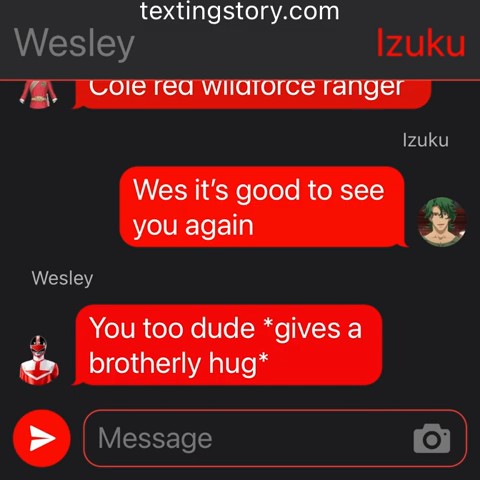 textingstory.com
Wesley
Izuku
Cole red wildforce ranger
Izuku
Wes it’s good to see
you again
Wesley
You too dude *gives a
brotherly hug*
Message